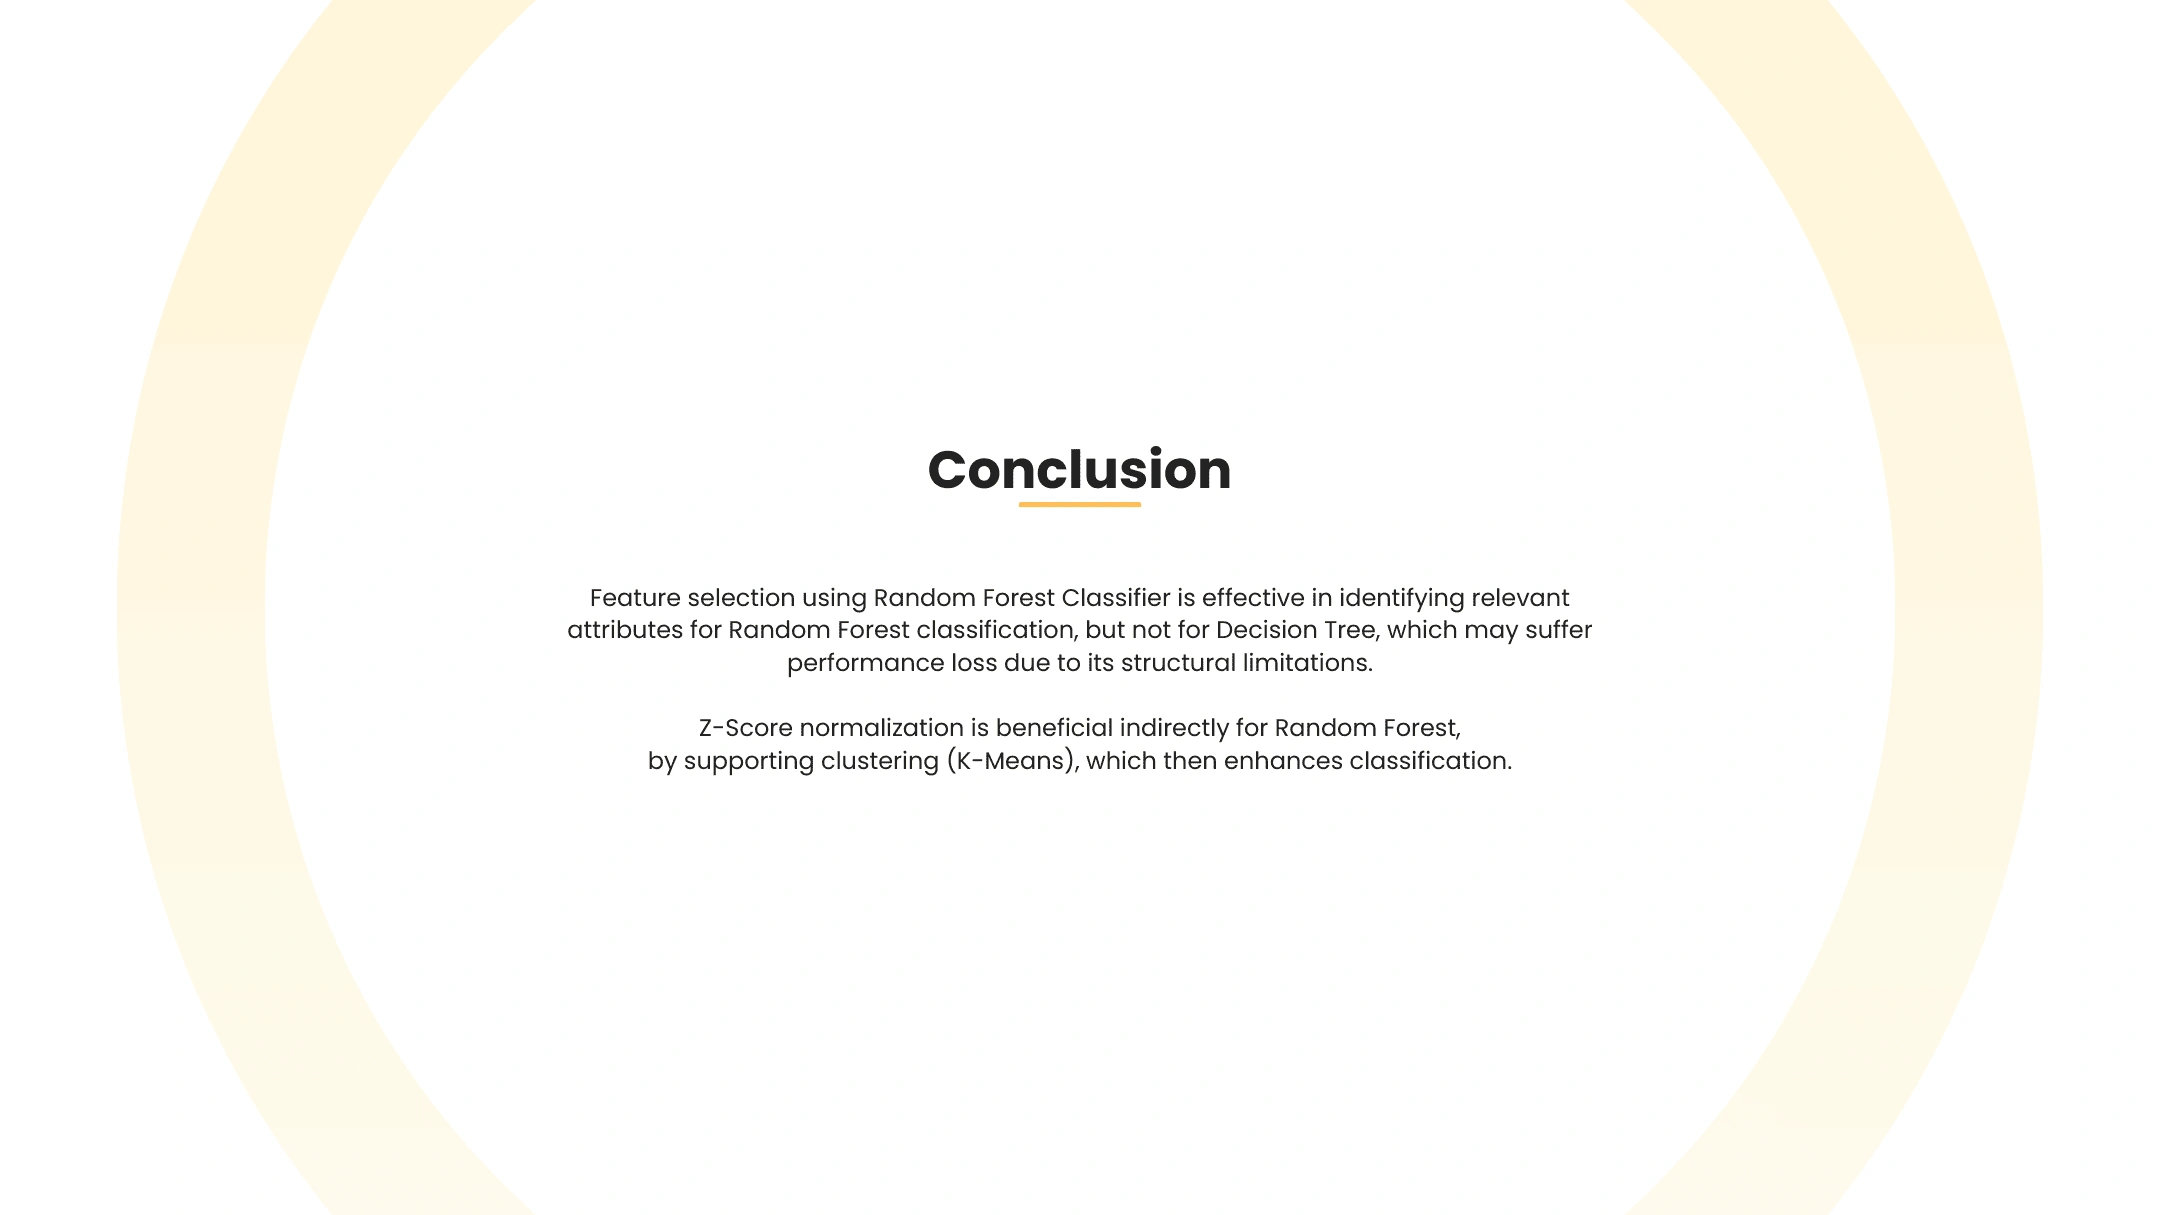 Conclusion
Feature selection using Random Forest Classifier is effective in identifying relevant
attributes for Random Forest classification, but not for Decision Tree, which may suffer
performance loss due to its structural limitations.
Z-Score normalization is beneficial indirectly for Random Forest,
by supporting clustering (K-Means), which then enhances classification.